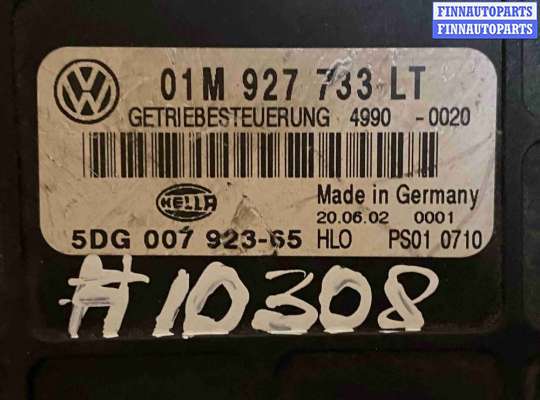 FINNAUTOPARTS
FINNAUTOPARTS
01M 927 733 LT
GETRIEBESTEUERUNG 4990 -0020
HELLA
Made in Germany
20.06.02 0001
5DG 007 923-65 HLO PS01 0710
#10308